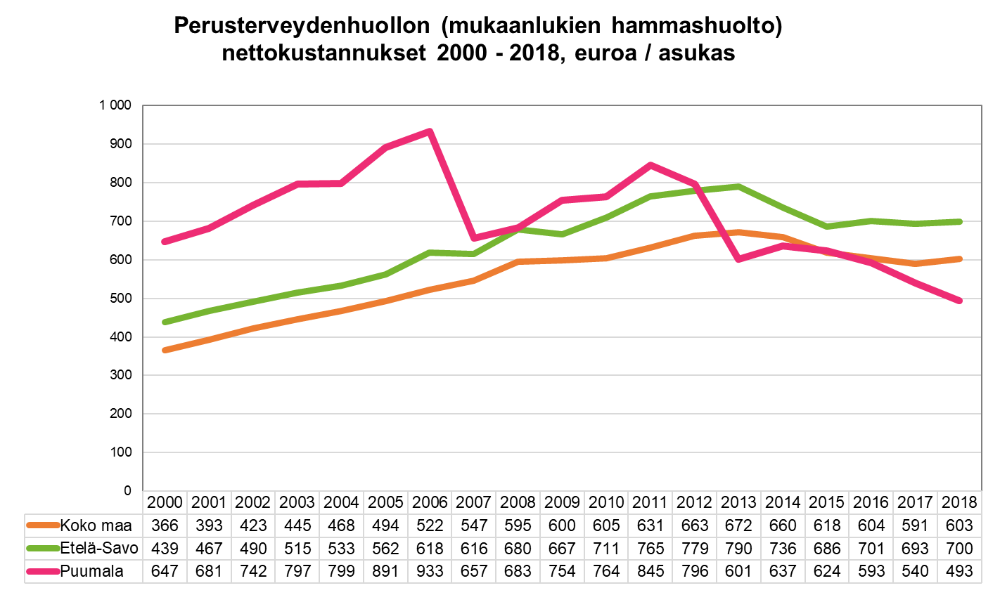 Perusterveydenhuollon (mukaanlukien hammashuolto)
nettokustannukset 2000 - 2018, euroa / asukas
1 000
900
800
700
600
500
400
300
200
100
0
2000 2001 2002 2003 2004 2005 2006 2007 2008 2009 2010 2011 2012 2013 2014 2015 2016 2017 2018
Koko maa 366 393 423 445 468 494 522 547 595 600 605 631 663 672 660 618 604 591 603
Etelä-Savo 439 467 490 515 533 562 618 616 680 667 711 765 779 790 736 686 701 693 700
Puumala 647 681 742 797 799 891 933 657 683 754 764 845 796 601 637 624 593 540 493